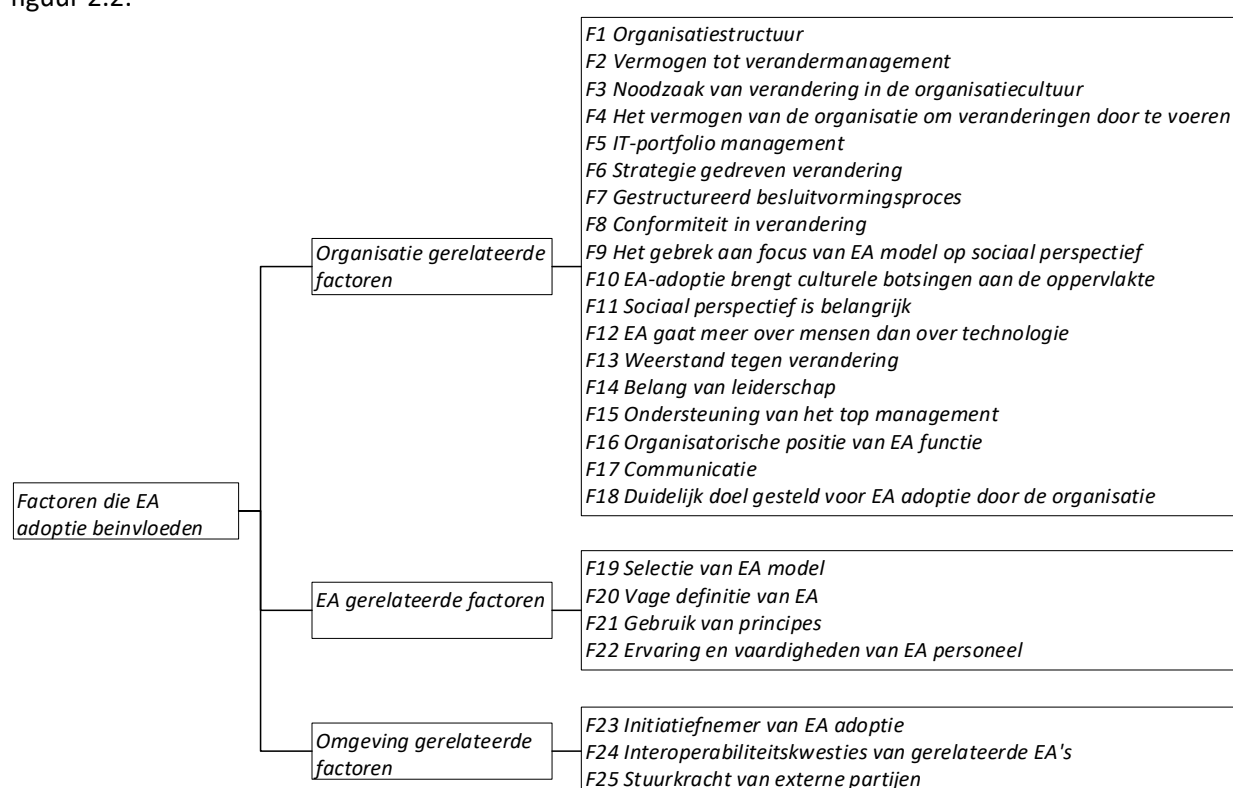 figuur 2.2.
F1 Organisatiestructuur
F2 Vermogen tot verandermanagement
F3 Noodzaak van verandering in de organisatiecultuur
F4 Het vermogen van de organisatie om veranderingen door te voeren
F5 IT-portfolio management
F6 Strategie gedreven verandering
F7 Gestructureerd besluitvormingsproces
F8 Conformiteit in verandering
F9 Het gebrek aan focus van EA model op sociaal perspectief
F10 EA-adoptie brengt culturele botsingen aan de oppervlakte
F11 Sociaal perspectief is belangrijk
F12 EA gaat meer over mensen dan over technologie
F13 Weerstand tegen verandering
F14 Belang van leiderschap
F15 Ondersteuning van het top management
F16 Organisatorische positie van EA functie
F17 Communicatie
F18 Duidelijk doel gesteld voor EA adoptie door de organisatie
Organisatie gerelateerde
factoren
Factoren die EA
adoptie beinvloeden
EA gerelateerde factoren
F19 Selectie van EA model
F20 Vage definitie van EA
F21 Gebruik van principes
F22 Ervaring en vaardigheden van EA personeel
Omgeving gerelateerde
factoren
F23 Initiatiefnemer van EA adoptie
F24 Interoperabiliteitskwesties van gerelateerde EA's
F25 Stuurkracht van externe partijen